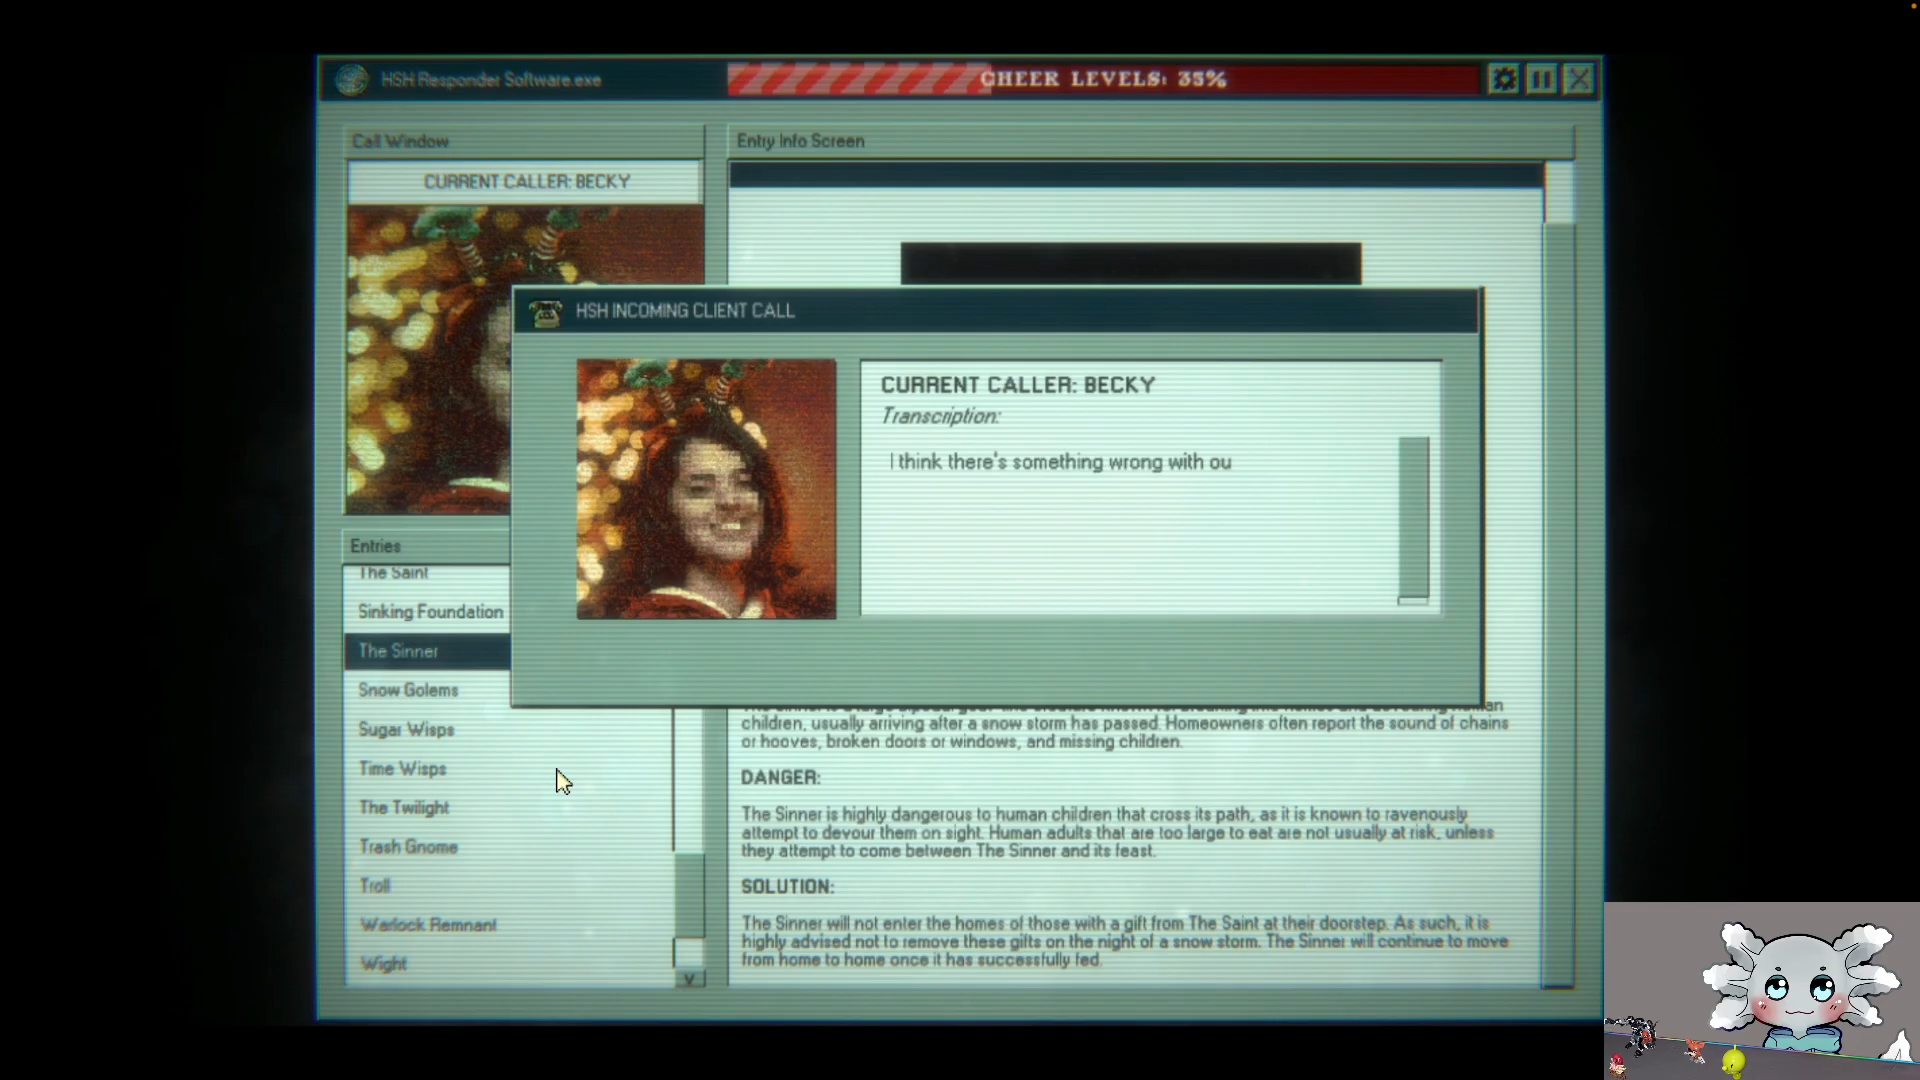 HSH Responder Software.exe
CHEER LEVELS: 35%
Call Window
CURRENT CALLER: BECKY
Entry Info Screen
HSH INCOMING CLIENT CALL
CURRENT CALLER: BECKY
Transcription:
I think there's something wrong with ou
Entries
The Saint
Sinking Foundation
The Sinner
Snow Golems
Sugar Wisps
Time Wisps
The Twilight
Trash Gnome
Troll
Warlock Remnant
Wight
children, usually arriving after a snow storm has passed. Homeowners often report the sound of chains
or hooves, broken doors or windows, and missing children.
DANGER:
The Sinner is highly dangerous to human children that cross its path, as it is known to ravenously
attempt to devour them on sight. Human adults that are too large to eat are not usually at risk, unless
they attempt to come between The Sinner and its feast.
SOLUTION:
The Sinner will not enter the homes of those with a gift from The Saint at their doorstep. As such, it is
highly advised not to remove these gifts on the night of a snow storm. The Sinner will continue to move
from home to home once it has successfully fed.